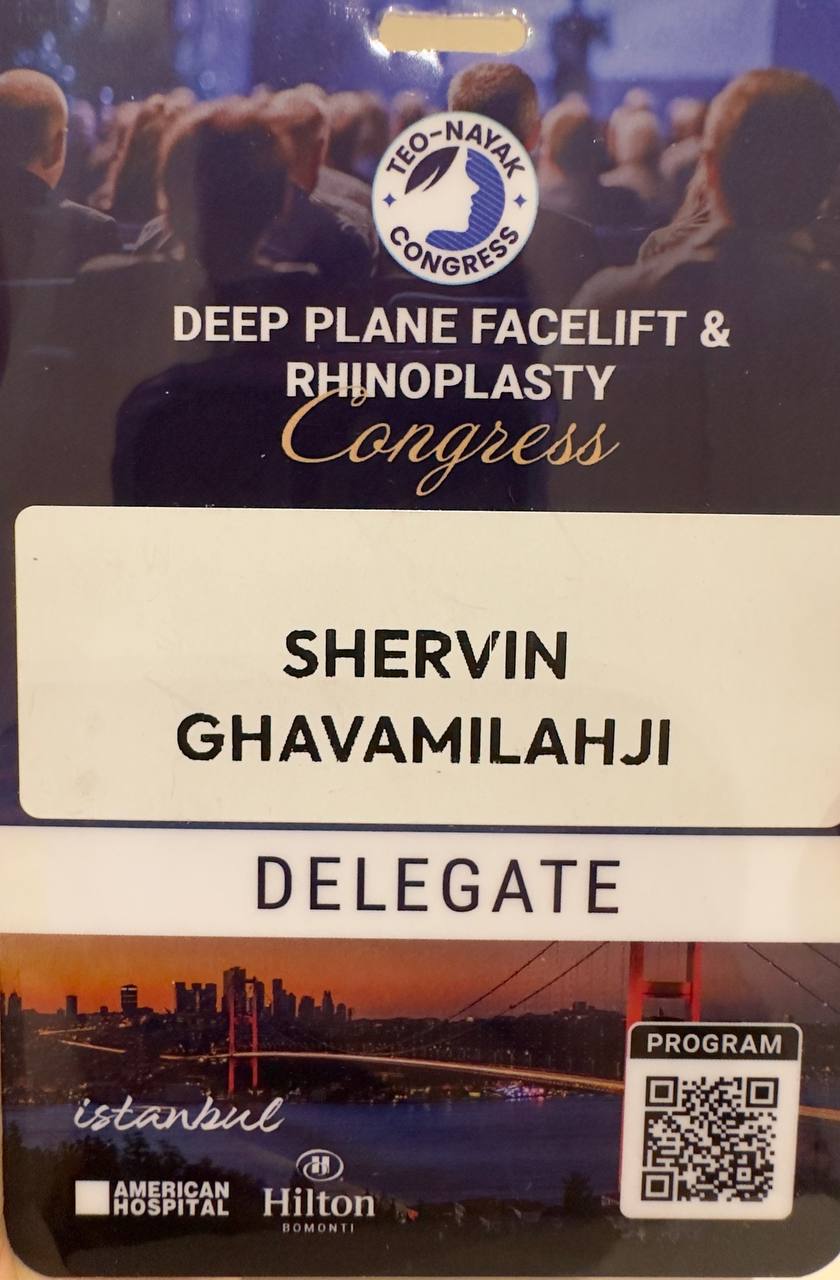 TEO-NAYAK
CONGRESS
DEEP PLANE FACELIFT &
RHINOPLASTY
Congress
SHERVIN
GHAVAMILAHJI
DELEGATE
PROGRAM
istanbul
AMERICAN
HOSPITAL
H
Hilton
BOMONTI